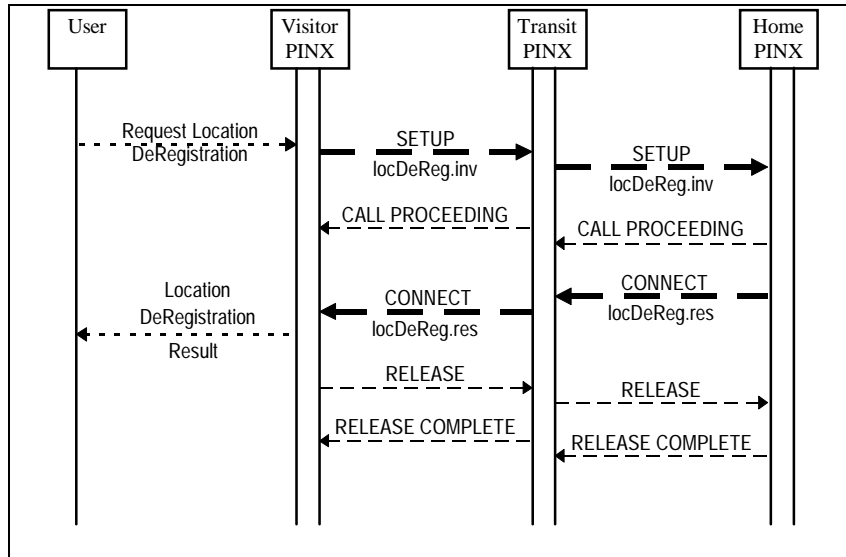 User
Visitor
PINX
Transit
PINX
Home
PINX
Request Location
DeRegistration
SETUP
locDeReg.inv
SETUP
locDeReg.inv
CALL PROCEEDING
CALL PROCEEDING
Location
DeRegistration
Result
CONNECT
locDeReg.res
CONNECT
locDeReg.res
RELEASE
RELEASE
RELEASE COMPLETE
RELEASE COMPLETE